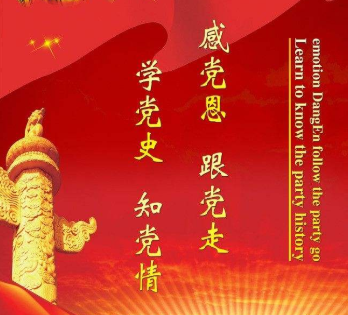 感党恩 跟党走
学党史 知党情
emotion DangEn follow the party go
Learn to know the party history